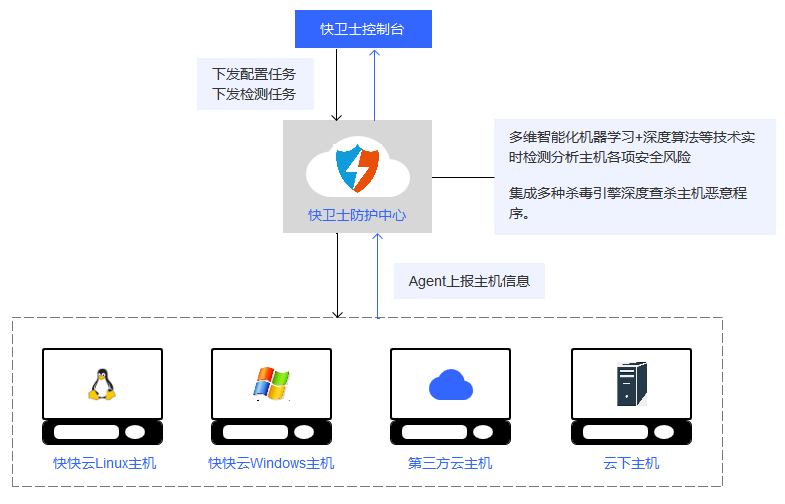 快卫士控制台
下发配置任务
下发检测任务
多维智能化机器学习+深度算法等技术实
时检测分析主机各项安全风险
集成多种杀毒引擎深度查杀主机恶意程
序。
快卫士防护中心
Agent上报主机信息
快快云Linux主机
快快云Windows主机
第三方云主机
云下主机